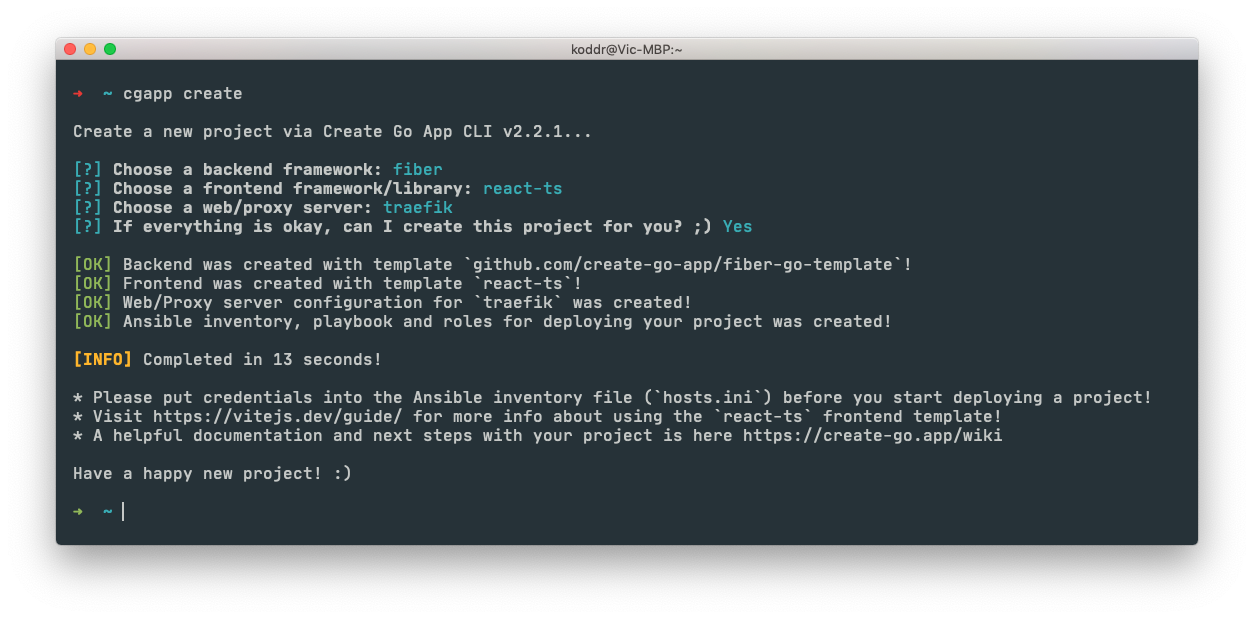 koddr@Vic-MBP:~
➜ ~ cgapp create
Create a new project via Create Go App CLI v2.2.1...
[?] Choose a backend framework: fiber
[?] Choose a frontend framework/library: react-ts
[?] Choose a web/proxy server: traefik
[?] If everything is okay, can I create this project for you? ;) Yes
[OK] Backend was created with template `github.com/create-go-app/fiber-go-template`!
[OK] Frontend was created with template `react-ts`!
[OK] Web/Proxy server configuration for `traefik` was created!
[OK] Ansible inventory, playbook and roles for deploying your project was created!
[INFO] Completed in 13 seconds!
* Please put credentials into the Ansible inventory file (`hosts.ini`) before you start deploying a project!
* Visit https://vitejs.dev/guide/ for more info about using the `react-ts` frontend template!
* A helpful documentation and next steps with your project is here https://create-go.app/wiki
Have a happy new project! :)
➜ ~